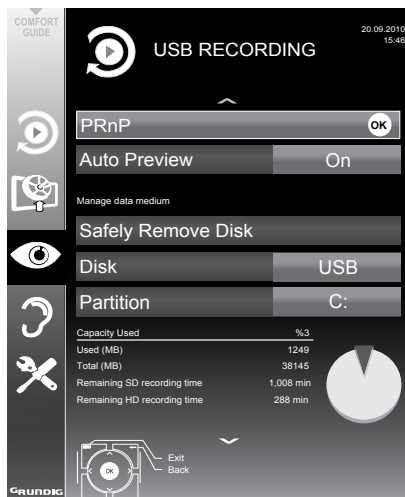 COMFORT
GUIDE
USB RECORDING
20.09.2010
15:46
PRnP
OK
Auto Preview On
Manage data medium
Safely Remove Disk
Disk USB
Partition C:
Capacity Used %3
Used (MB) 1249
Total (MB) 38145
Remaining SD recording time 1,008 min
Remaining HD recording time 288 min
Exit
Back
OK
GRUNDIG